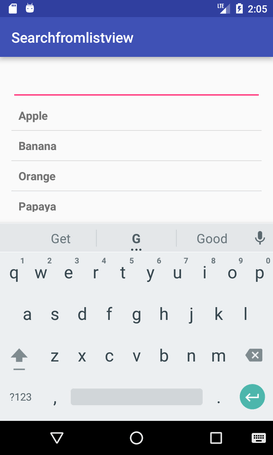 LTE 2:05
Searchfromlistview
Apple
Banana
Orange
Papaya
Get G Good
1 2 3 4 5 6 7 8 9 0
q w e r t y u i o p
a s d f g h j k l
z x c v b n m
?123 , .